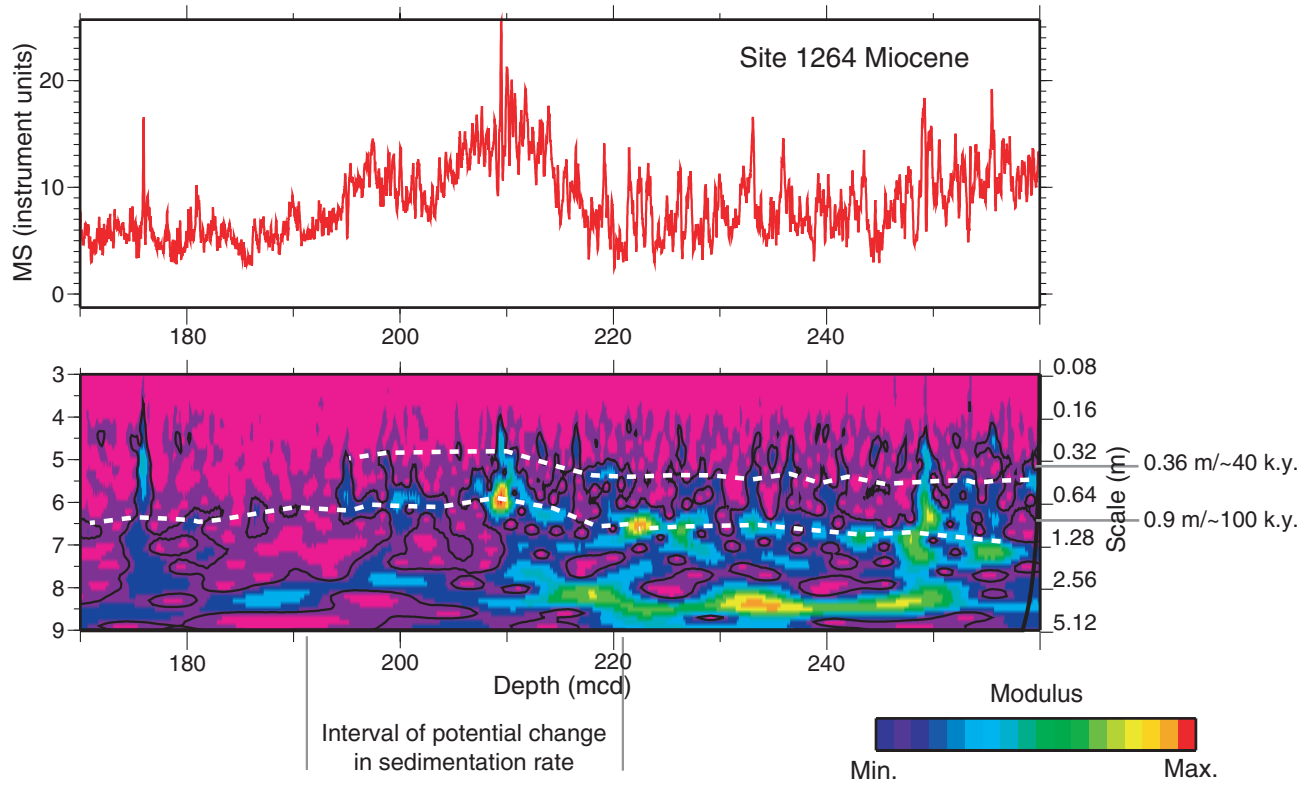 Site 1264 Miocene
MS (instrument units)
20
10
0
180 200 220 240
3 0.08
4 0.16
5 0.32
0.36 m/~40 k.y.
6 0.64
0.9 m/~100 k.y.
7 1.28
8 2.56
9 5.12
Scale (m)
180 200 220 240
Depth (mcd)
Interval of potential change
in sedimentation rate
Modulus
Min. Max.